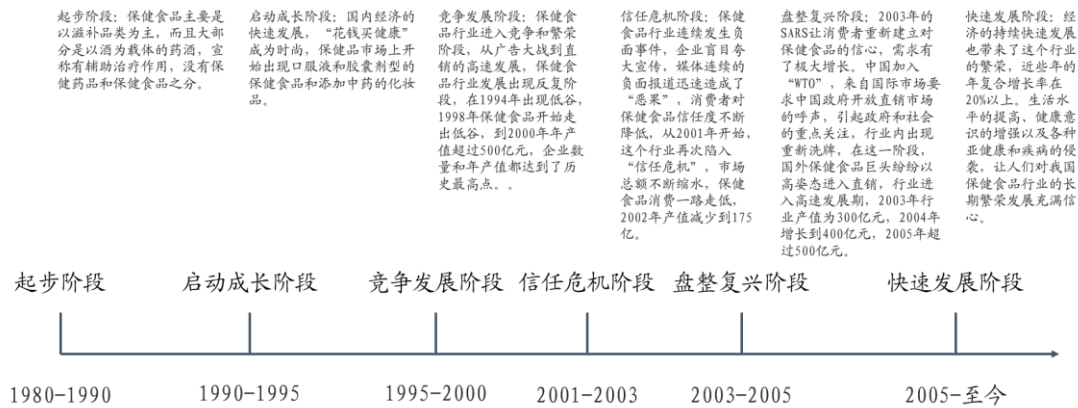 起步阶段：保健食品主要是
以滋补品类为主，而且大部
分是以酒为载体的药酒，宣
称有辅助治疗作用，没有保
健药品和保健食品之分。
启动成长阶段：国内经济的
快速发展，“花钱买健康”
成为时尚，保健品市场上开
始出现口服液和胶囊剂型的
保健食品和添加中药的化妆
品。
竞争发展阶段：保健食
品行业进入竞争和繁荣
阶段，从广告大战到直
销的高速发展，保健食
品行业发展出现反复阶
段，在1994年出现低谷，
1998年保健食品开始走
出低谷，到2000年年产
值超过500亿元，企业数
量和年产值都达到了历
史最高点。。
信任危机阶段：保健
食品行业连续发生负
面事件，企业盲目夸
大宣传，媒体连续的
负面报道迅速造成了
“恶果”，消费者对
保健食品信任度不断
降低，从2001年开始，
这个行业再次陷入
“信任危机”，市场
总额不断缩水，保健
食品消费一路走低，
2002年产值减少到175
亿。
盘整复兴阶段：2003年的
SARS让消费者重新建立对
保健食品的信心，需求有
了极大增长。中国加入
“WTO”，来自国际市场要
求中国政府开放直销市场
的呼声，引起政府和社会
的重点关注，行业内出现
重新洗牌，在这一阶段，
国外保健食品巨头纷纷以
高姿态进入直销，行业进
入高速发展期，2003年行
业产值为300亿元，2004年
增长到400亿元，2005年超
过500亿元。
快速发展阶段：经
济的持续快速发展
也带来了这个行业
的繁荣，近些年的
年复合增长率在
20%以上。生活水
平的提高、健康意
识的增强以及各种
亚健康和疾病的侵
袭，让人们对我国
保健食品行业的长
期繁荣发展充满信
心。
起步阶段
启动成长阶段
竞争发展阶段
信任危机阶段
盘整复兴阶段
快速发展阶段
1980-1990
1990-1995
1995-2000
2001-2003
2003-2005
2005-至今